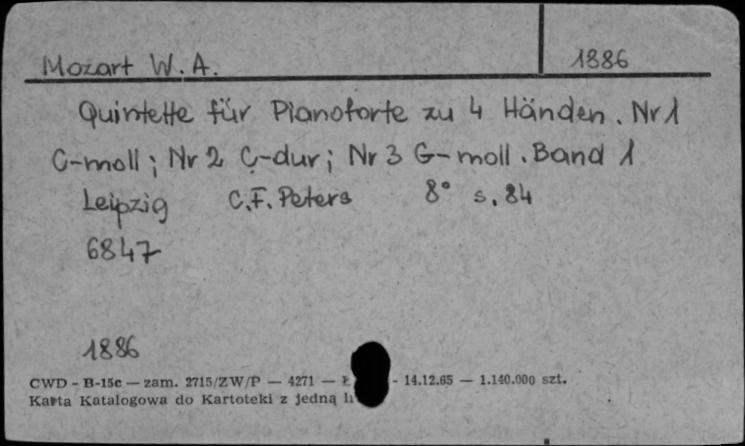 Mozart W. A. 1886
Quintette für Pianoforte zu 4 Händen. Nr 1
C-moll; Nr 2 C-dur; Nr 3 G-moll. Band 1
Leipzig C.F. Peters 8° s. 84
6847
1886
CWD - B-15c — zam. 2715/ZW/P — 4271 — Ł - 14.12.65 — 1.140.000 szt.
Karta Katalogowa do Kartoteki z jedną